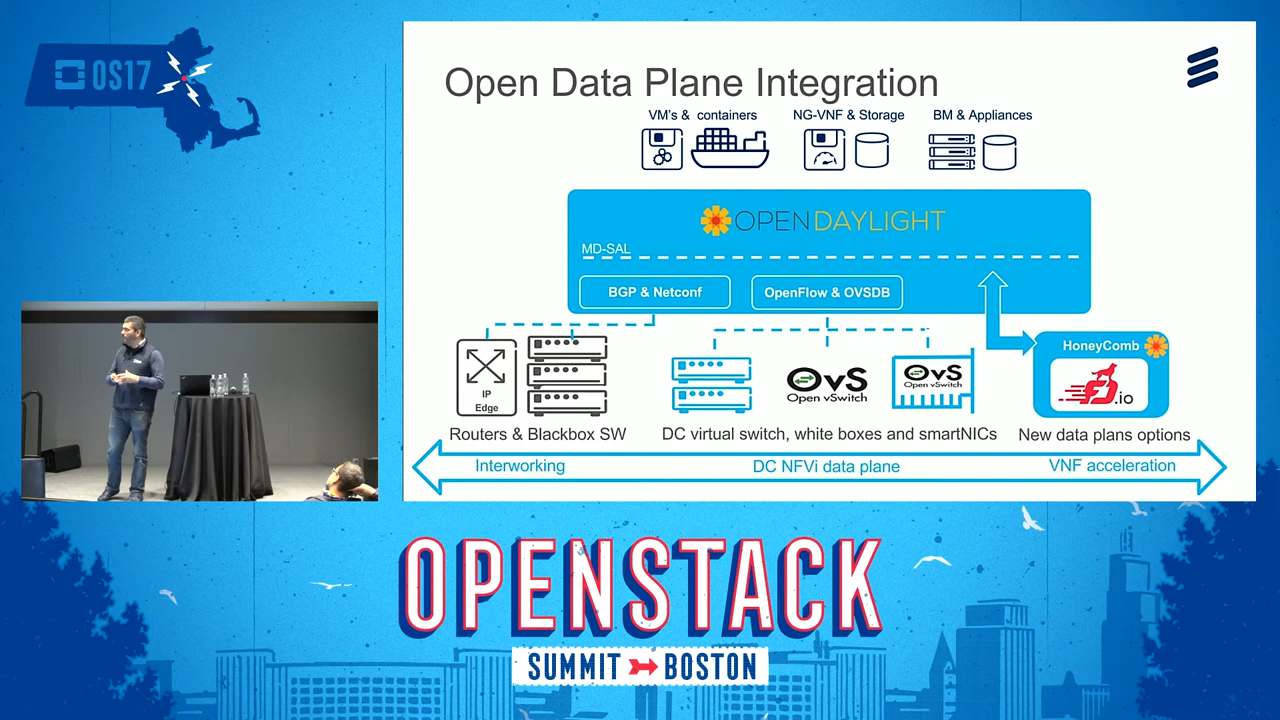 OS17
Open Data Plane Integration
VM's & containers
NG-VNF & Storage
BM & Appliances
OPENDAYLIGHT
MD-SAL
BGP & Netconf
OpenFlow & OVSDB
HoneyComb
IP
Edge
OvS
Open vSwitch
OvS
Open vSwitch
.io
Routers & Blackbox SW
DC virtual switch, white boxes and smartNICs
New data plans options
Interworking
DC NFVi data plane
VNF acceleration
OPENSTACK
SUMMIT BOSTON